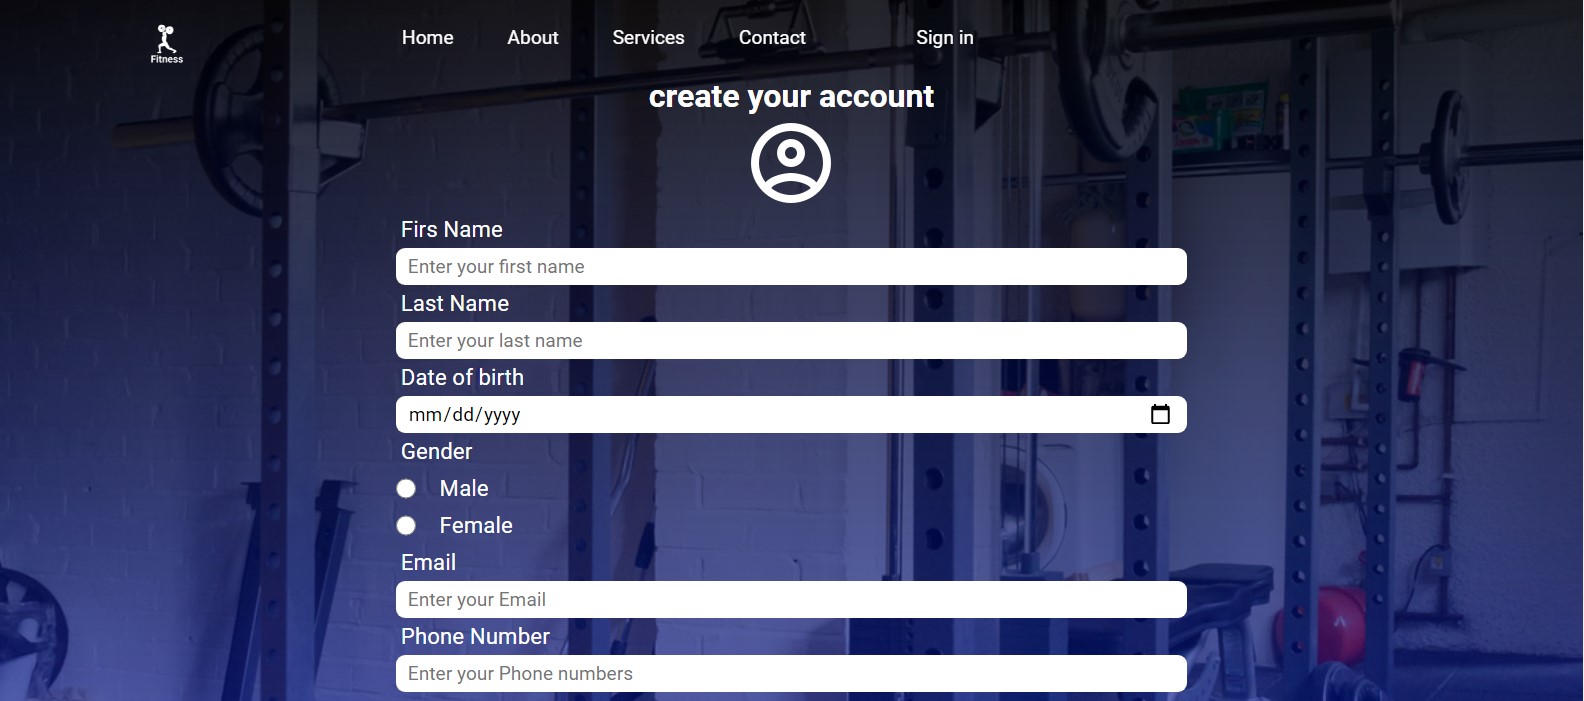 Fitness
Home About Services Contact Sign in
create your account
Firs Name
Enter your first name
Last Name
Enter your last name
Date of birth
mm/dd/yyyy
Gender
Male
Female
Email
Enter your Email
Phone Number
Enter your Phone numbers